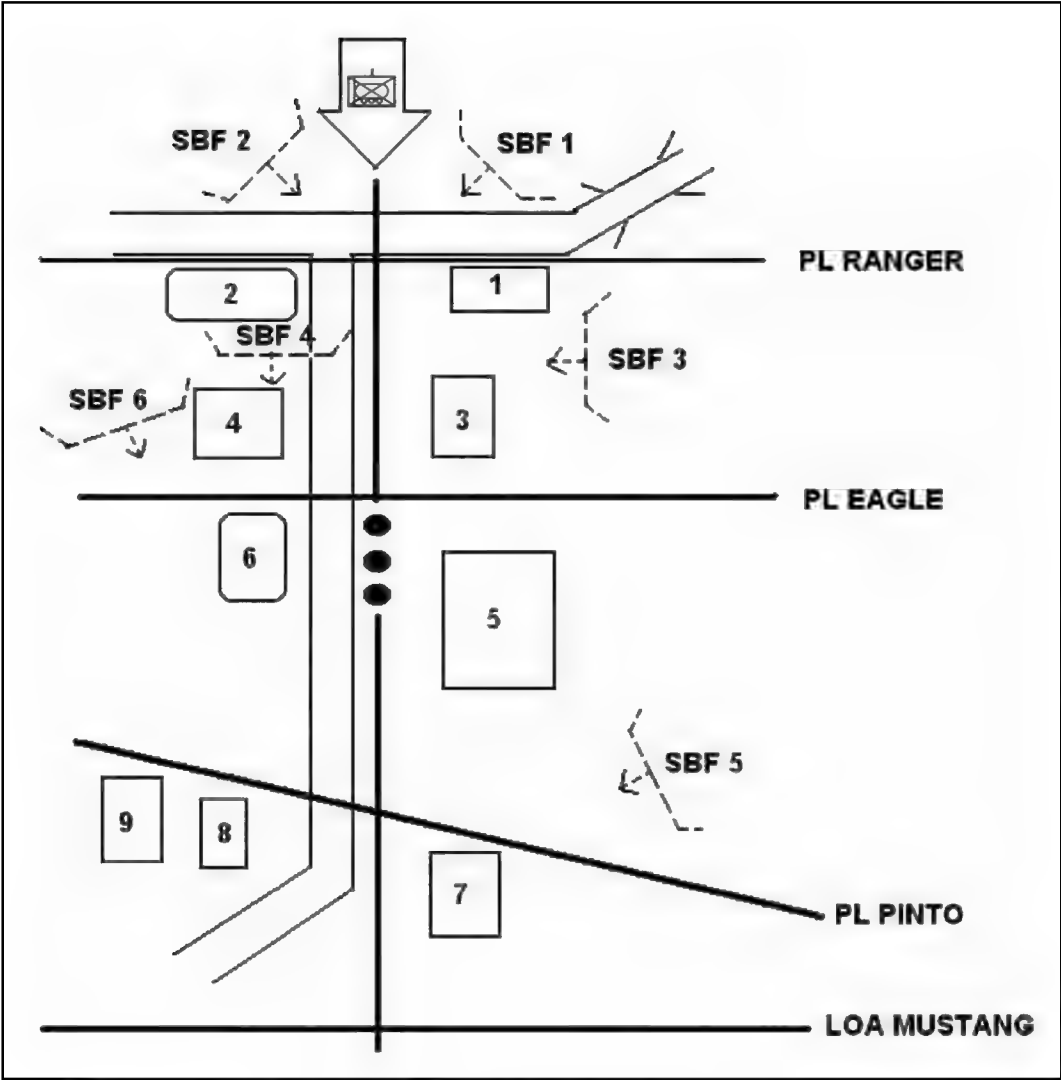 SBF 2
SBF 1
PL RANGER
2
1
SBF 4
SBF 3
SBF 6
4
3
PL EAGLE
6
5
SBF 5
9
8
7
PL PINTO
LOA MUSTANG